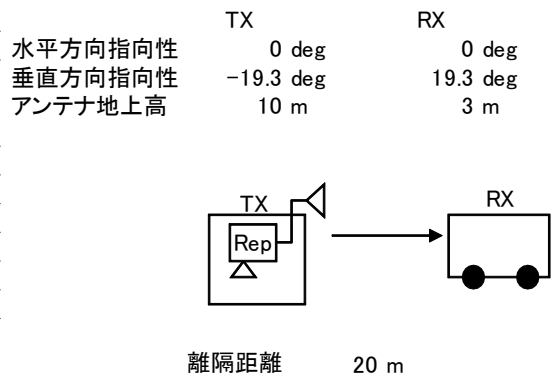 TX RX
水平方向指向性 0 deg 0 deg
垂直方向指向性 -19.3 deg 19.3 deg
アンテナ地上高 10 m 3 m
TX RX
Rep
離隔距離 20 m